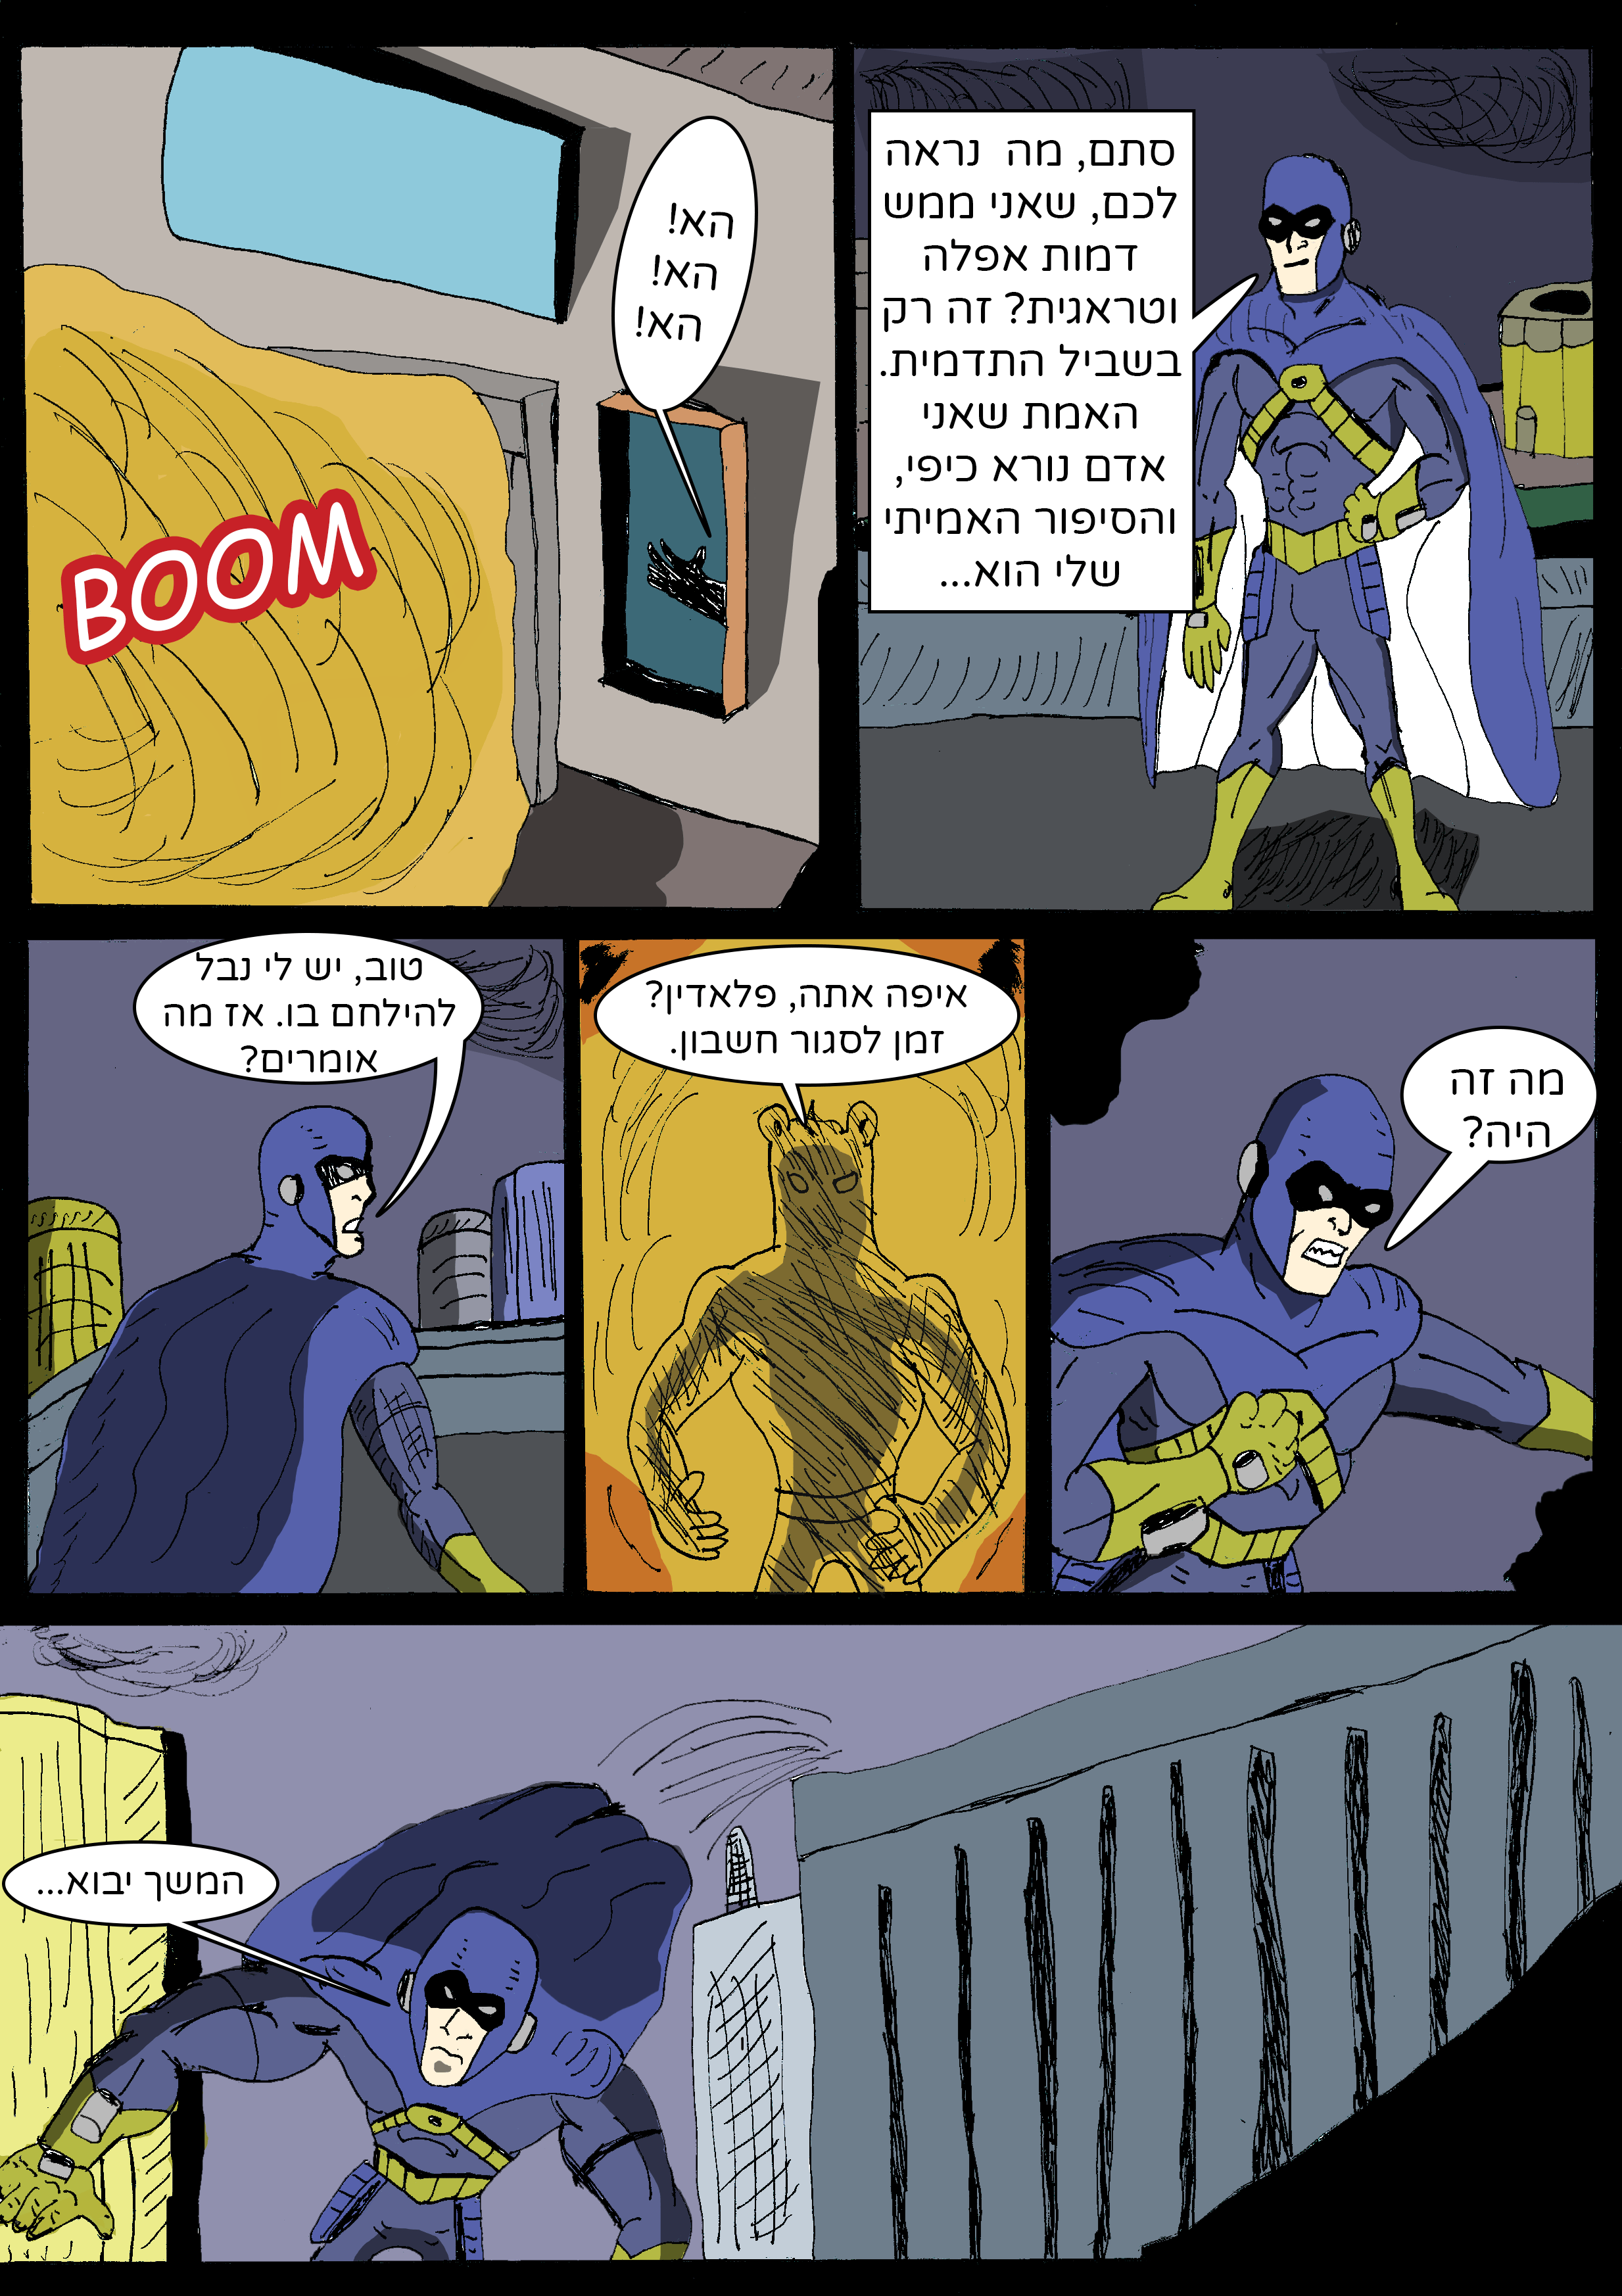 סתם, מה נראה
לכם, שאני ממש
דמות אפלה
וטראגית? זה רק
בשביל התדמית.
האמת שאני
אדם נורא כיפי,
והסיפור האמיתי
שלי הוא...
הא!
הא!
הא!
BOOM
מה זה
היה?
איפה אתה, פלאדין?
זמן לסגור חשבון.
טוב, יש לי נבל
להילחם בו. אז מה
אומרים?
המשך יבוא...